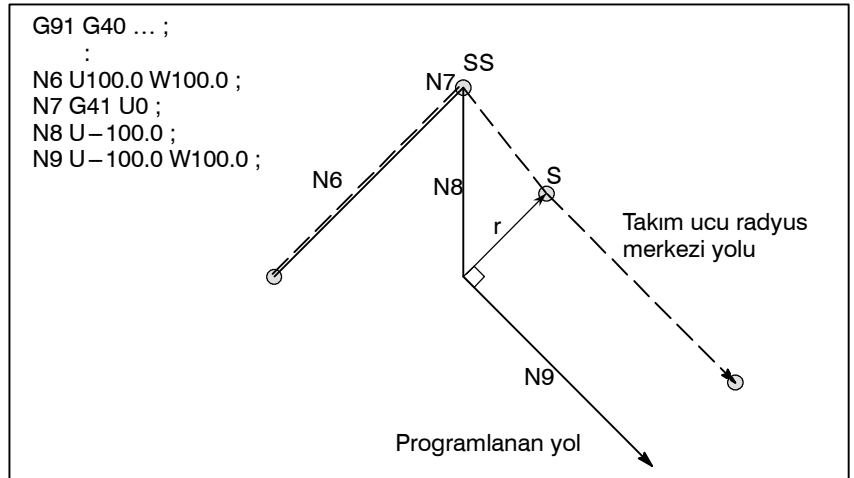 G91 G40 … ;
:
N6 U100.0 W100.0 ;
N7 G41 U0 ;
N8 U−100.0 ;
N9 U−100.0 W100.0 ;
SS
N7
N6
N8
S
r
Takım ucu radyus
merkezi yolu
N9
Programlanan yol